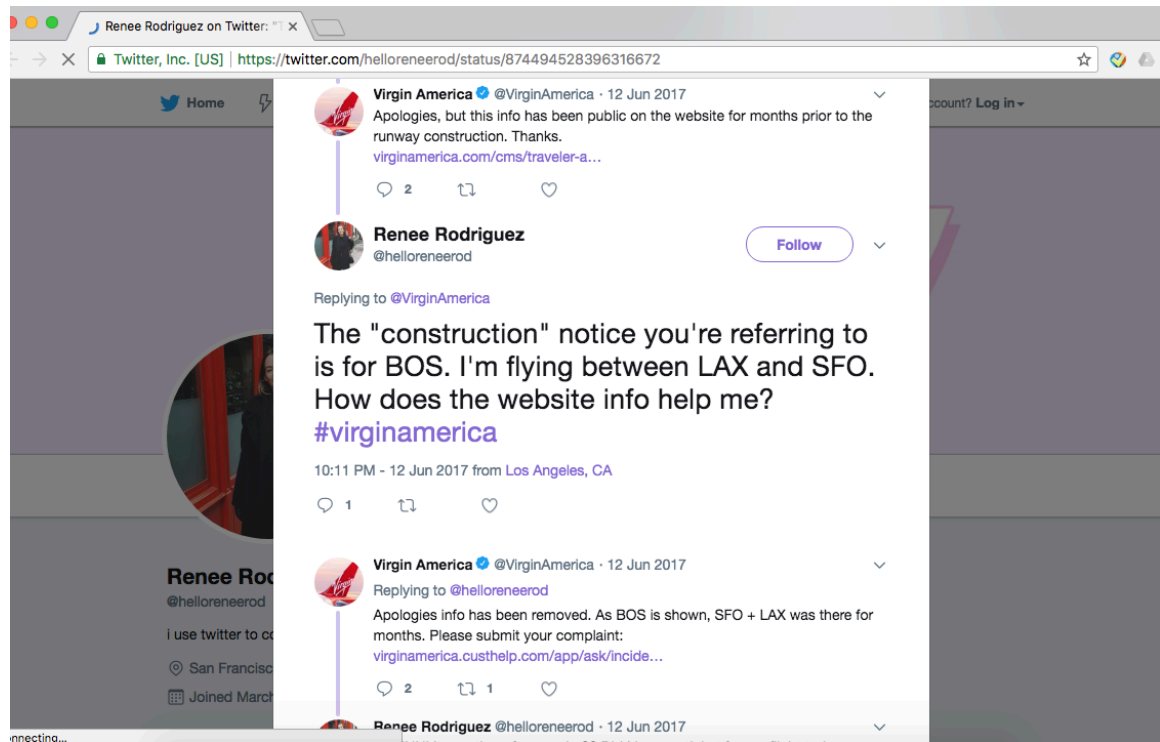 Renee Rodriguez on Twitter: "T
Twitter, Inc. [US] | https://twitter.com/helloreneerod/status/874494528396316672
Home
ccount? Log in
Virgin America @VirginAmerica · 12 Jun 2017
Apologies, but this info has been public on the website for months prior to the
runway construction. Thanks.
virginamerica.com/cms/traveler-a…
2
Renee Rodriguez
@helloreneerod
Follow
Replying to @VirginAmerica
The "construction" notice you're referring to
is for BOS. I'm flying between LAX and SFO.
How does the website info help me?
#virginamerica
10:11 PM - 12 Jun 2017 from Los Angeles, CA
1
Virgin America @VirginAmerica · 12 Jun 2017
Replying to @helloreneerod
Apologies info has been removed. As BOS is shown, SFO + LAX was there for
months. Please submit your complaint:
virginamerica.custhelp.com/app/ask/incide…
2 1
Renee Rod
@helloreneerod
i use twitter to co
San Francisc
Joined March
Renee Rodriguez @helloreneerod · 12 Jun 2017
onnecting...